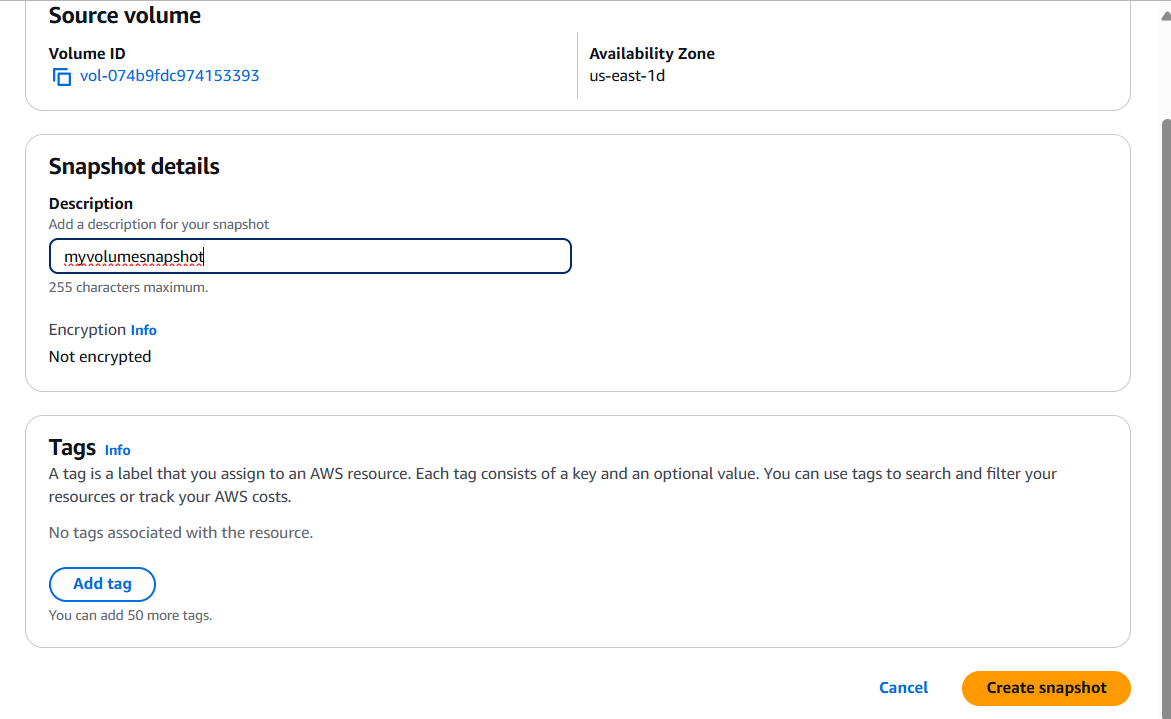 Source volume
Volume ID
Availability Zone
vol-074b9fdc974153393
us-east-1d
Snapshot details
Description
Add a description for your snapshot
myvolumesnapshot
255 characters maximum.
Encryption Info
Not encrypted
Tags Info
A tag is a label that you assign to an AWS resource. Each tag consists of a key and an optional value. You can use tags to search and filter your
resources or track your AWS costs.
No tags associated with the resource.
Add tag
You can add 50 more tags.
Cancel
Create snapshot